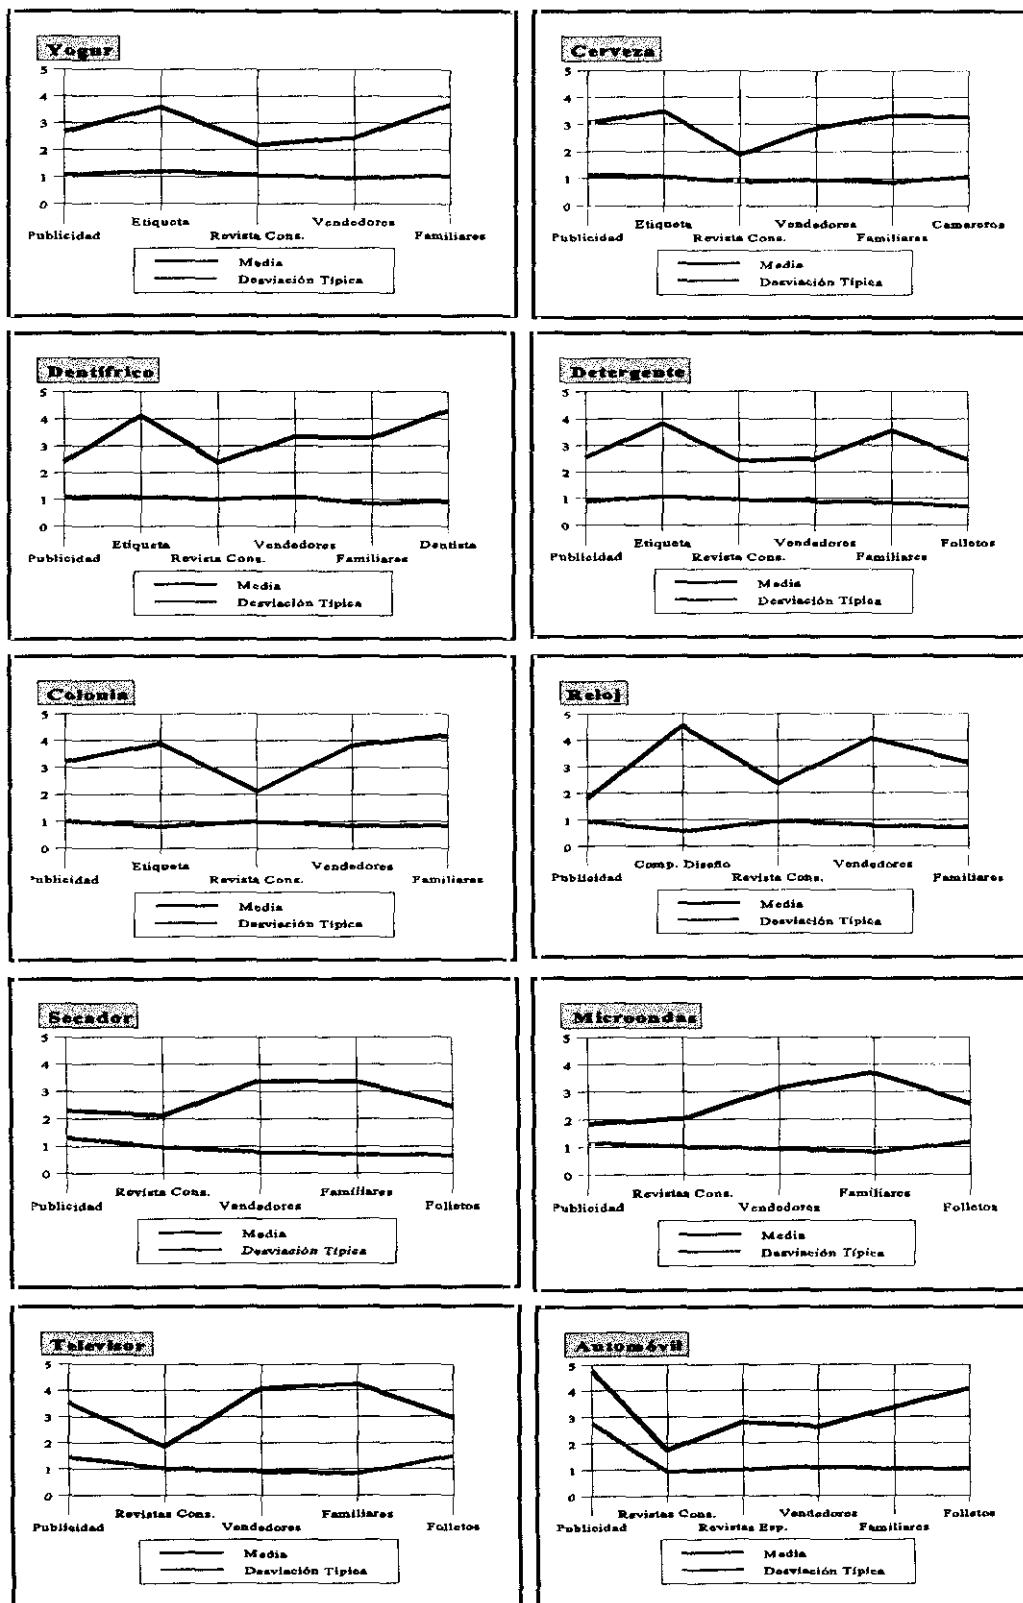 Yogur
5
4
3
2
1
0
Etiqueta Vendedores
Publicidad Revista Cons. Familiares
Media
Desviación Típica
Cerveza
5
4
3
2
1
0
Etiqueta Vendedores Camareros
Publicidad Revista Cons. Familiares
Media
Desviación Típica
Dentífrico
5
4
3
2
1
0
Etiqueta Vendedores Dentista
Publicidad Revista Cons. Familiares
Media
Desviación Típica
Detergente
5
4
3
2
1
0
Etiqueta Vendedores Folletos
Publicidad Revista Cons. Familiares
Media
Desviación Típica
Colonia
5
4
3
2
1
0
Etiqueta Vendedores
Publicidad Revista Cons. Familiares
Media
Desviación Típica
Reloj
5
4
3
2
1
0
Comp. Diseño Vendedores
Publicidad Revista Cons. Familiares
Media
Desviación Típica
Secador
5
4
3
2
1
0
Revista Cons. Familiares
Publicidad Vendedores Folletos
Media
Desviación Típica
Microondas
5
4
3
2
1
0
Revistas Cons. Familiares
Publicidad Vendedores Folletos
Media
Desviación Típica
Televisor
5
4
3
2
1
0
Revistas Cons. Familiares
Publicidad Vendedores Folletos
Media
Desviación Típica
Automóvil
5
4
3
2
1
0
Revistas Cons. Vendedores Folletos
Publicidad Revistas Esp. Familiares
Media
Desviación Típica